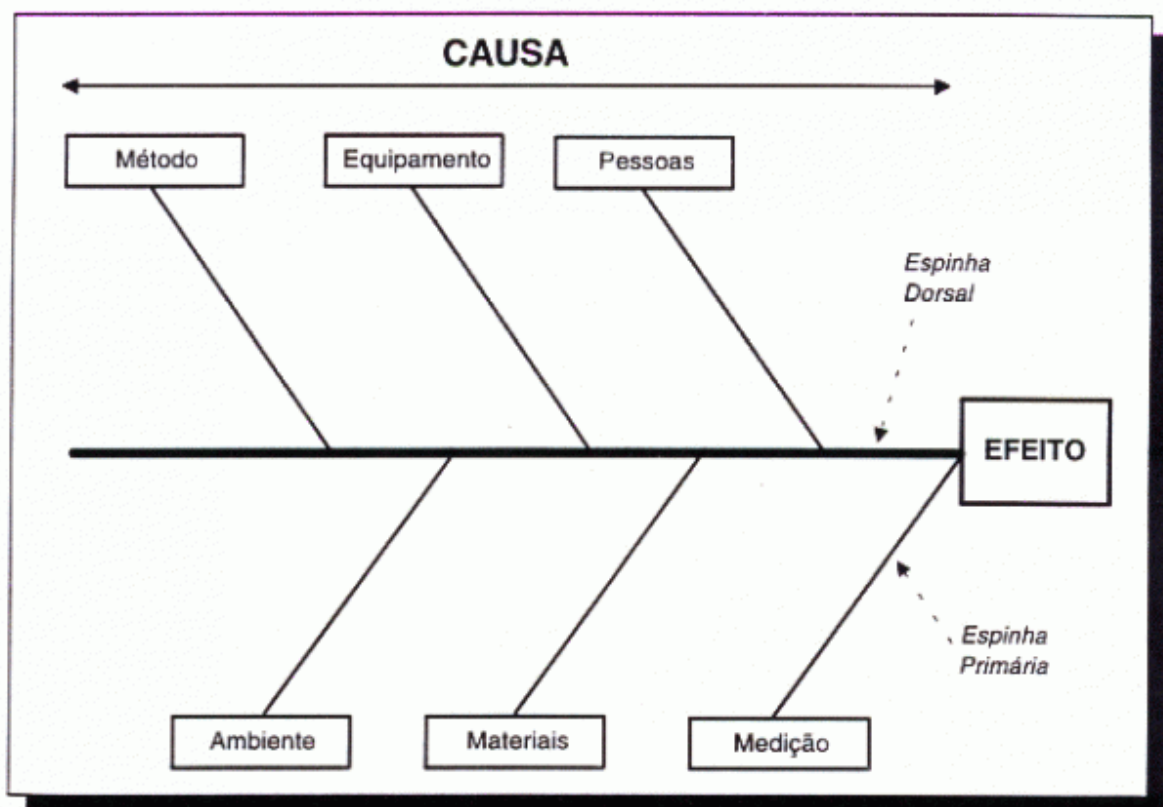 CAUSA
Método
Equipamento
Pessoas
Espinha
Dorsal
EFEITO
Espinha
Primária
Ambiente
Materiais
Medição